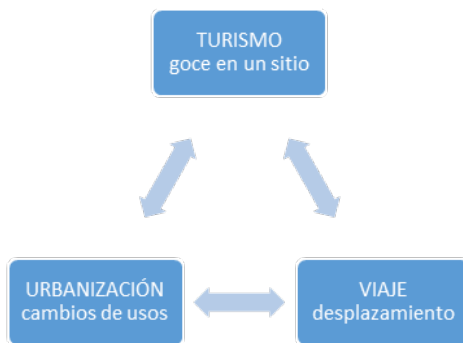 TURISMO
goce en un sitio
URBANIZACIÓN
cambios de usos
VIAJE
desplazamiento